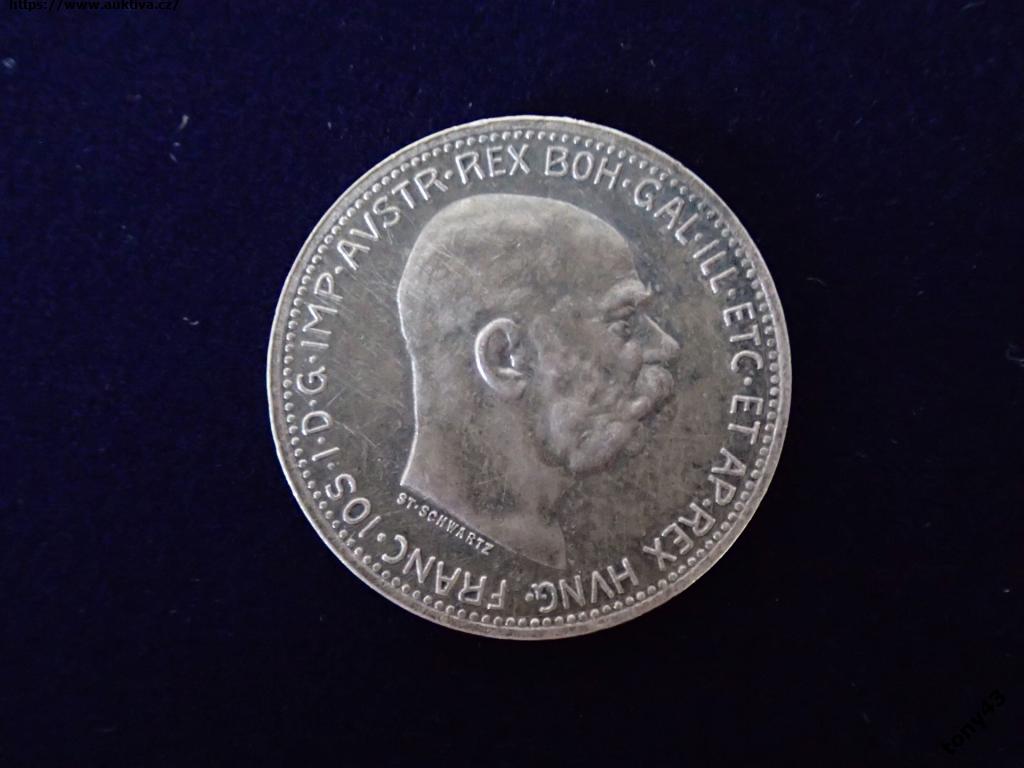 https://www.auktiva.cz/
FRANC·IOS·I·D·G·IMP·AVSTR·REX BOH·GAL·ILL·ETC·ET AP·REX HVNG·
ST·SCHWARTZ
tony43